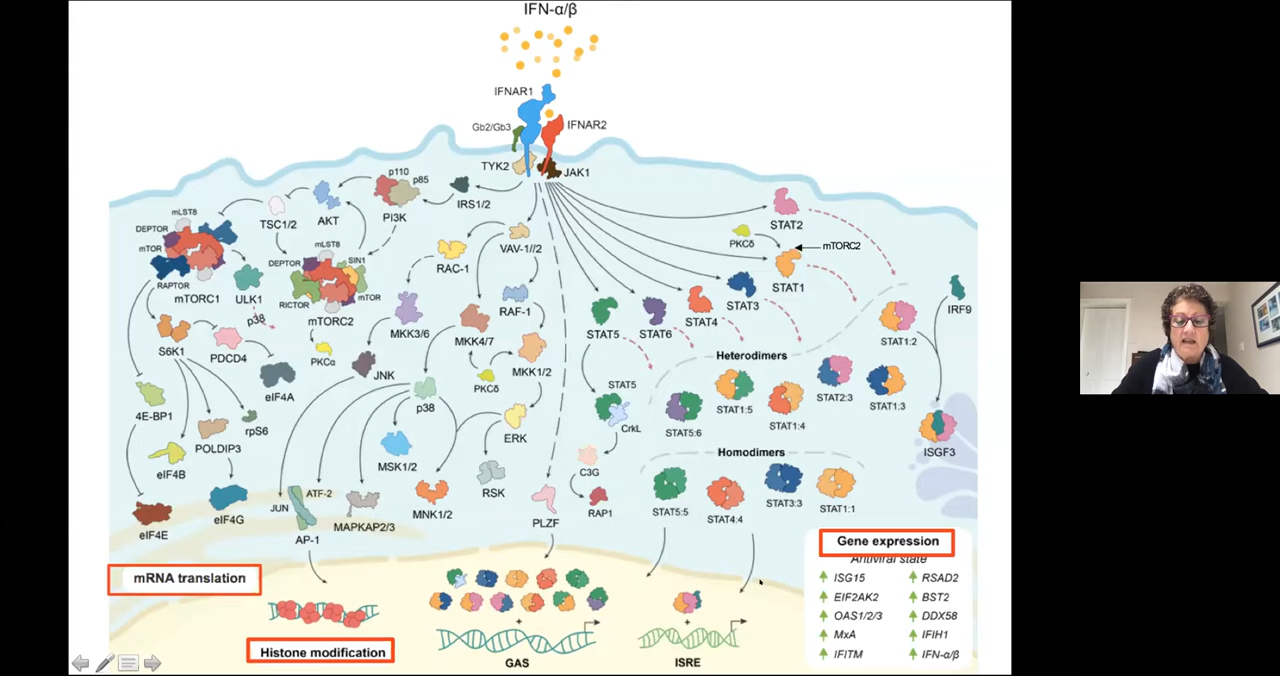 IFN-α/β
IFNAR1
Gb2/Gb3
IFNAR2
TYK2
JAK1
p110
p85
PI3K
IRS1/2
AKT
TSC1/2
mLST8
DEPTOR
mTOR
RAPTOR
mTORC1
ULK1
p38
mLST8
DEPTOR
SIN1
RICTOR
mTOR
mTORC2
PKCα
S6K1
PDCD4
eIF4A
4E-BP1
rpS6
POLDIP3
eIF4B
eIF4G
eIF4E
VAV-1//2
RAC-1
RAF-1
MKK3/6
MKK4/7
MKK1/2
PKCδ
JNK
p38
ERK
MSK1/2
RSK
MNK1/2
MAPKAP2/3
JUN
ATF-2
AP-1
PLZF
STAT2
PKCδ
mTORC2
STAT1
STAT3
STAT4
STAT6
STAT5
STAT5
CrkL
C3G
RAP1
IRF9
STAT1:2
ISGF3
Heterodimers
STAT5:6
STAT1:5
STAT1:4
STAT2:3
STAT1:3
Homodimers
STAT5:5
STAT4:4
STAT3:3
STAT1:1
mRNA translation
Histone modification
+
GAS
+
ISRE
Gene expression
Antiviral state
ISG15
RSAD2
EIF2AK2
BST2
OAS1/2/3
DDX58
MxA
IFIH1
IFITM
IFN-α/β